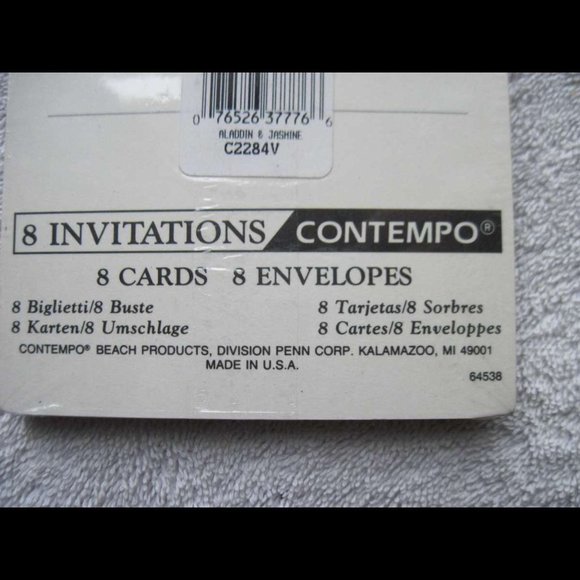 0 76526 37776 6
ALADDIN & JASMINE
C2284V
8 INVITATIONS CONTEMPO®
8 CARDS 8 ENVELOPES
8 Biglietti/8 Buste 8 Tarjetas/8 Sorbres
8 Karten/8 Umschlage 8 Cartes/8 Enveloppes
CONTEMPO® BEACH PRODUCTS, DIVISION PENN CORP. KALAMAZOO, MI 49001
MADE IN U.S.A.
64538